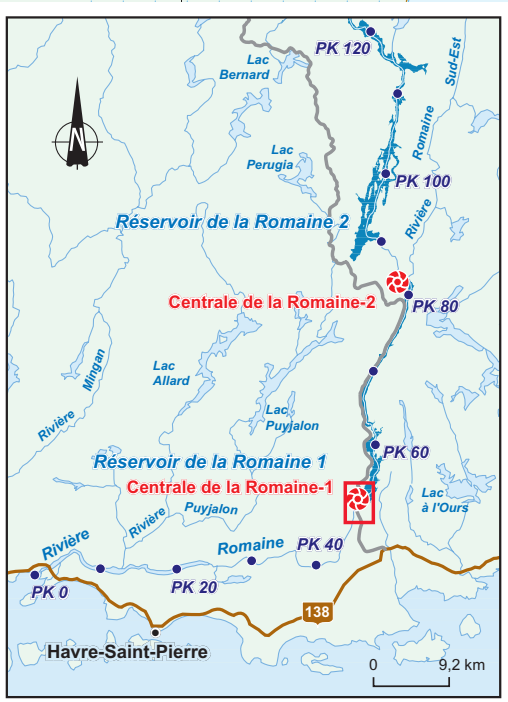 PK 120
Lac
Bernard
Sud-Est
N
Romaine
Lac
Perugia
PK 100
Réservoir de la Romaine 2
Rivière
Centrale de la Romaine-2
PK 80
Mingan
Lac
Allard
Rivière
Lac
Puyjalon
PK 60
Réservoir de la Romaine 1
Centrale de la Romaine-1
Lac
à l'Ours
Puyjalon
Rivière
Rivière
Romaine
PK 40
PK 0
PK 20
138
Havre-Saint-Pierre
0 9,2 km